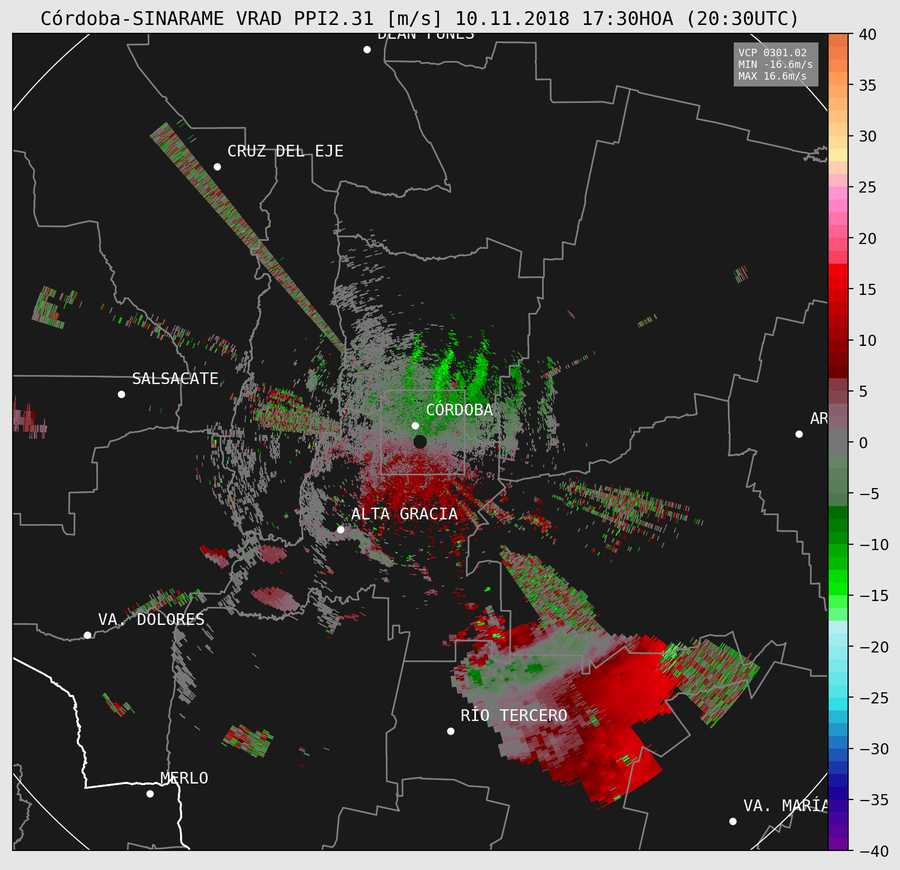 Córdoba-SINARAME VRAD PPI2.31 [m/s] 10.11.2018 17:30HOA (20:30UTC)
DEAN FUNES
VCP 0301.02
MIN -16.6m/s
MAX 16.6m/s
CRUZ DEL EJE
SALSACATE
CÓRDOBA
AR
ALTA GRACIA
VA. DOLORES
RÍO TERCERO
MERLO
VA. MARÍA
40
35
30
25
20
15
10
5
0
−5
−10
−15
−20
−25
−30
−35
−40